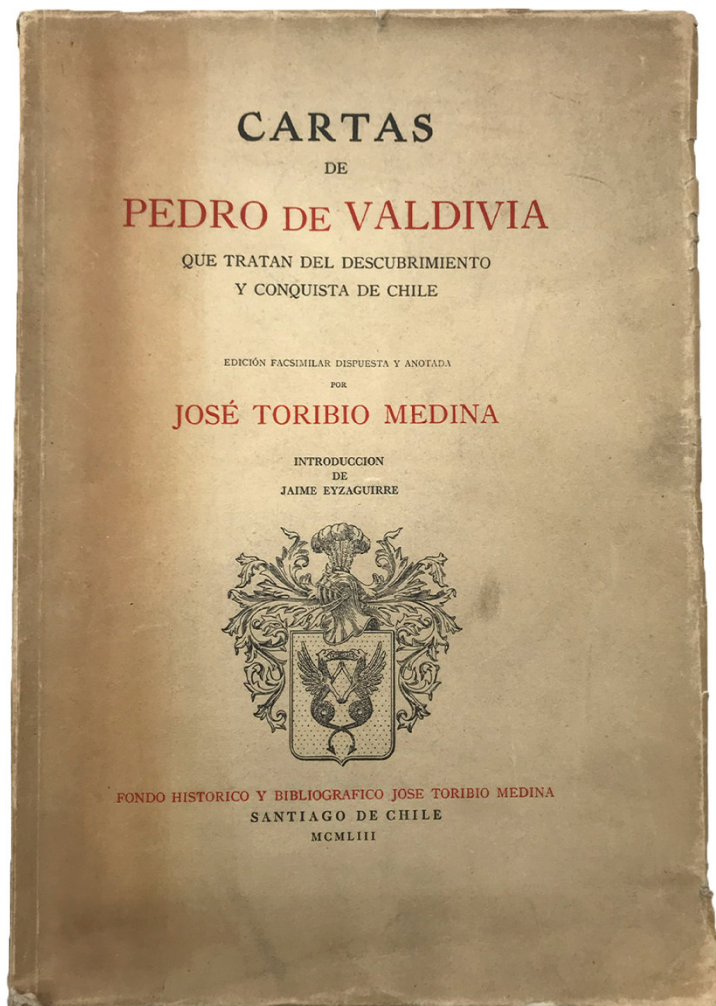 CARTAS
DE
PEDRO DE VALDIVIA
QUE TRATAN DEL DESCUBRIMIENTO
Y CONQUISTA DE CHILE
EDICIÓN FACSIMILAR DISPUESTA Y ANOTADA
POR
JOSÉ TORIBIO MEDINA
INTRODUCCION
DE
JAIME EYZAGUIRRE
FONDO HISTORICO Y BIBLIOGRAFICO JOSE TORIBIO MEDINA
SANTIAGO DE CHILE
MCMLIII